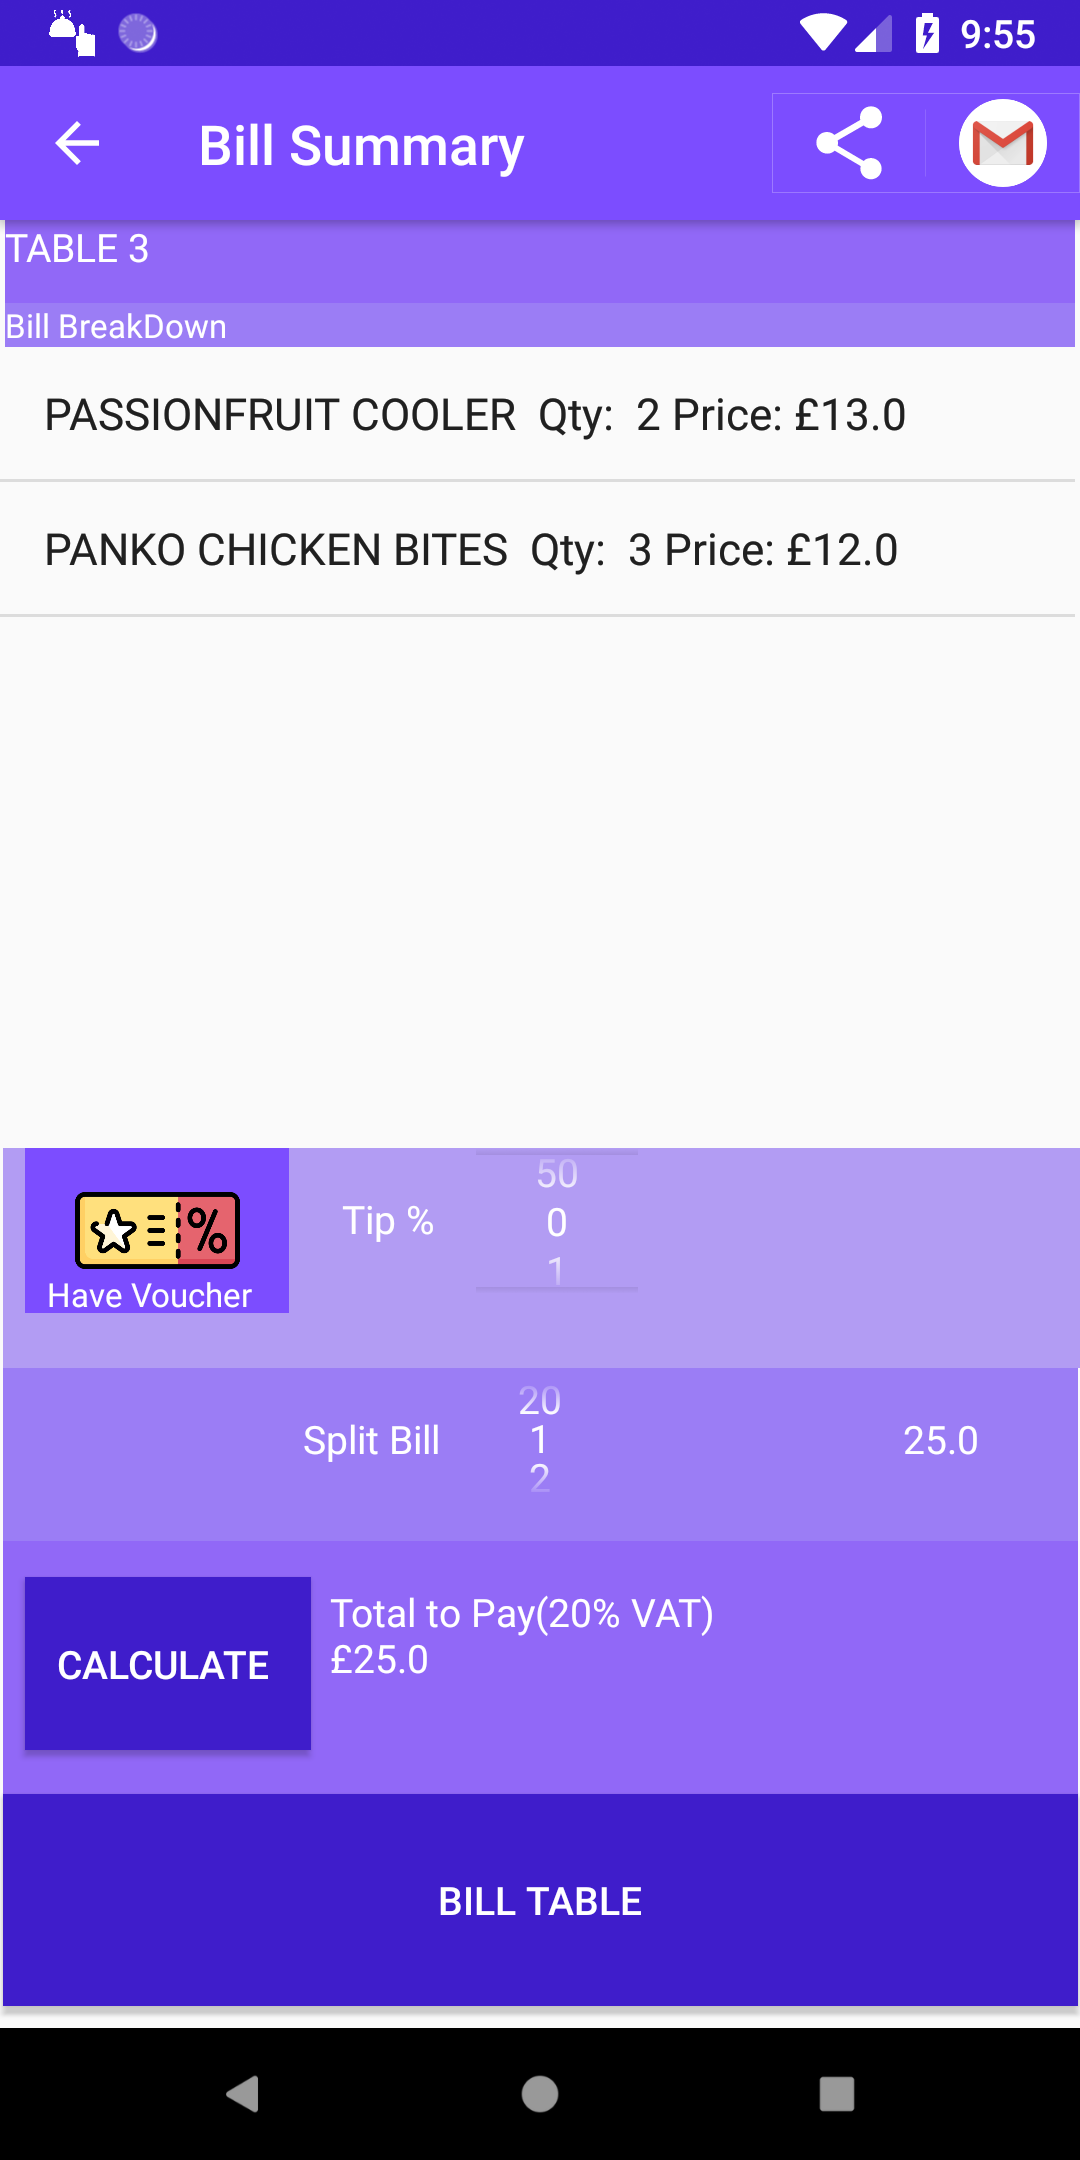 9:55
Bill Summary
TABLE 3
Bill BreakDown
PASSIONFRUIT COOLER Qty: 2 Price: £13.0
PANKO CHICKEN BITES Qty: 3 Price: £12.0
%
Have Voucher
Tip %
50
0
1
Split Bill
20
1
2
25.0
CALCULATE
Total to Pay(20% VAT)
£25.0
BILL TABLE